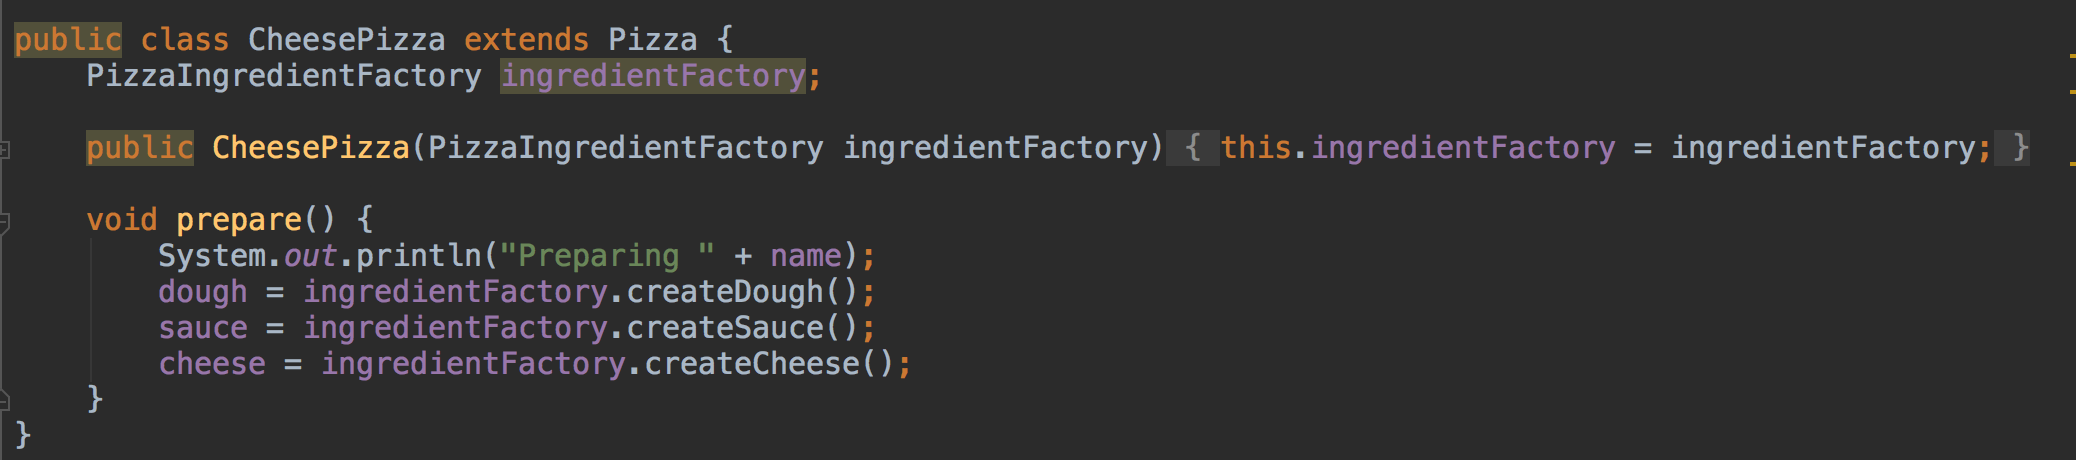 public class CheesePizza extends Pizza {
PizzaIngredientFactory ingredientFactory;
public CheesePizza(PizzaIngredientFactory ingredientFactory) { this.ingredientFactory = ingredientFactory; }
void prepare() {
System.out.println("Preparing " + name);
dough = ingredientFactory.createDough();
sauce = ingredientFactory.createSauce();
cheese = ingredientFactory.createCheese();
}
}